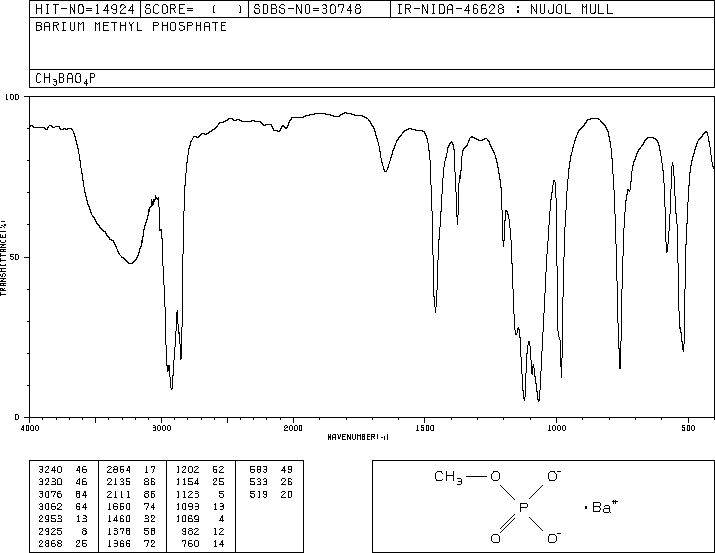 HIT-NO=14924 SCORE= ( ) SDBS-NO=30748 IR-NIDA-46628 : NUJOL MULL
BARIUM METHYL PHOSPHATE
CH3BAO4P
100
50
0
TRANSMITTANCE(%)
4000 3000 2000 1500 1000 500
WAVENUMBER(-1)
3240 46 2864 17 1202 52 583 49
3230 46 2135 86 1154 25 533 26
3076 64 2111 86 1123 5 519 20
3062 64 1650 74 1093 13
2953 13 1460 32 1069 4
2925 8 1378 58 982 12
2868 25 1366 72 760 14
CH3 O O-
P · Ba++
O O-